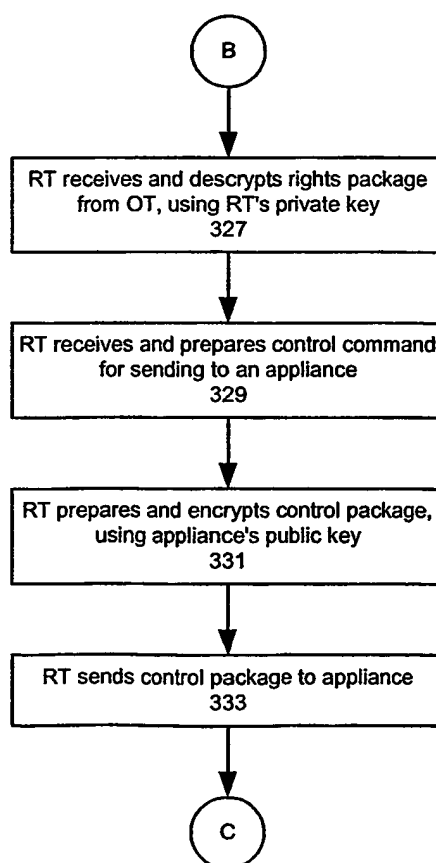 B
RT receives and descrypts rights package
from OT, using RT's private key
327
RT receives and prepares control command
for sending to an appliance
329
RT prepares and encrypts control package,
using appliance's public key
331
RT sends control package to appliance
333
C